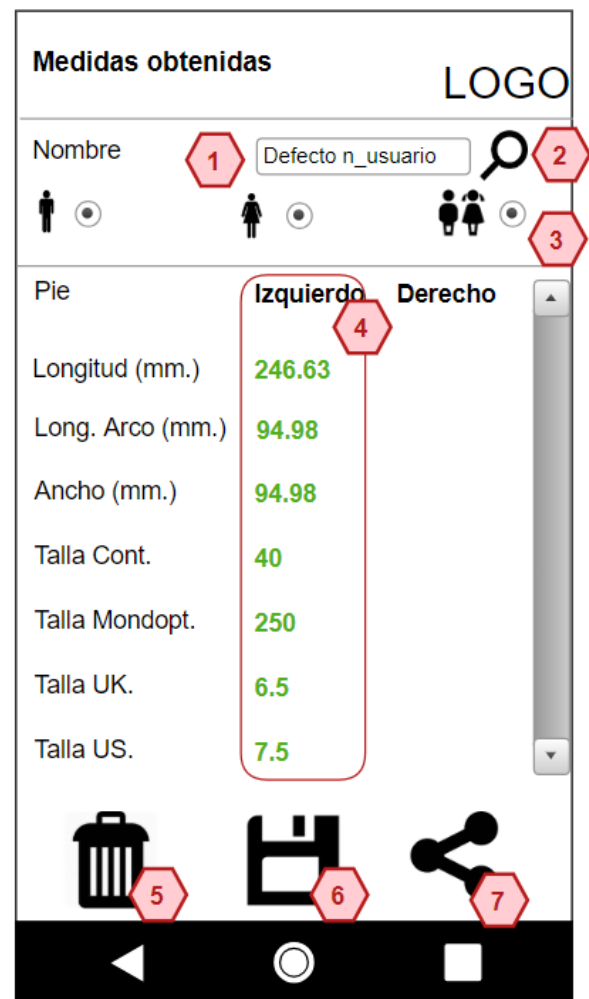 Medidas obtenidas
LOGO
Nombre
1
Defecto n_usuario
2
3
Pie
Izquierdo
Derecho
4
Longitud (mm.)
246.63
Long. Arco (mm.)
94.98
Ancho (mm.)
94.98
Talla Cont.
40
Talla Mondopt.
250
Talla UK.
6.5
Talla US.
7.5
5
6
7